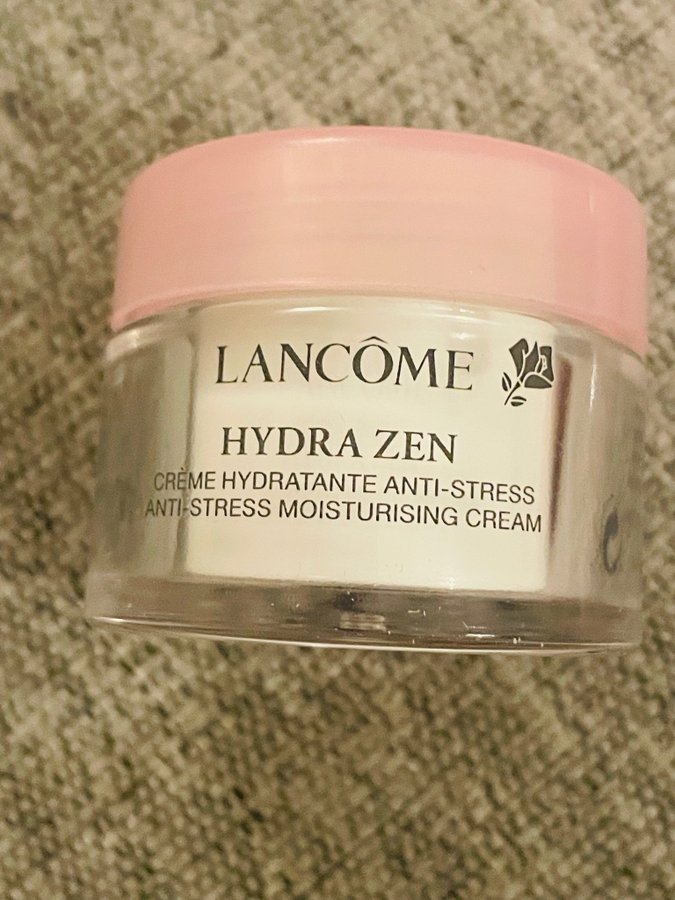 LANCÔME
HYDRA ZEN
CRÈME HYDRATANTE ANTI-STRESS
ANTI-STRESS MOISTURISING CREAM